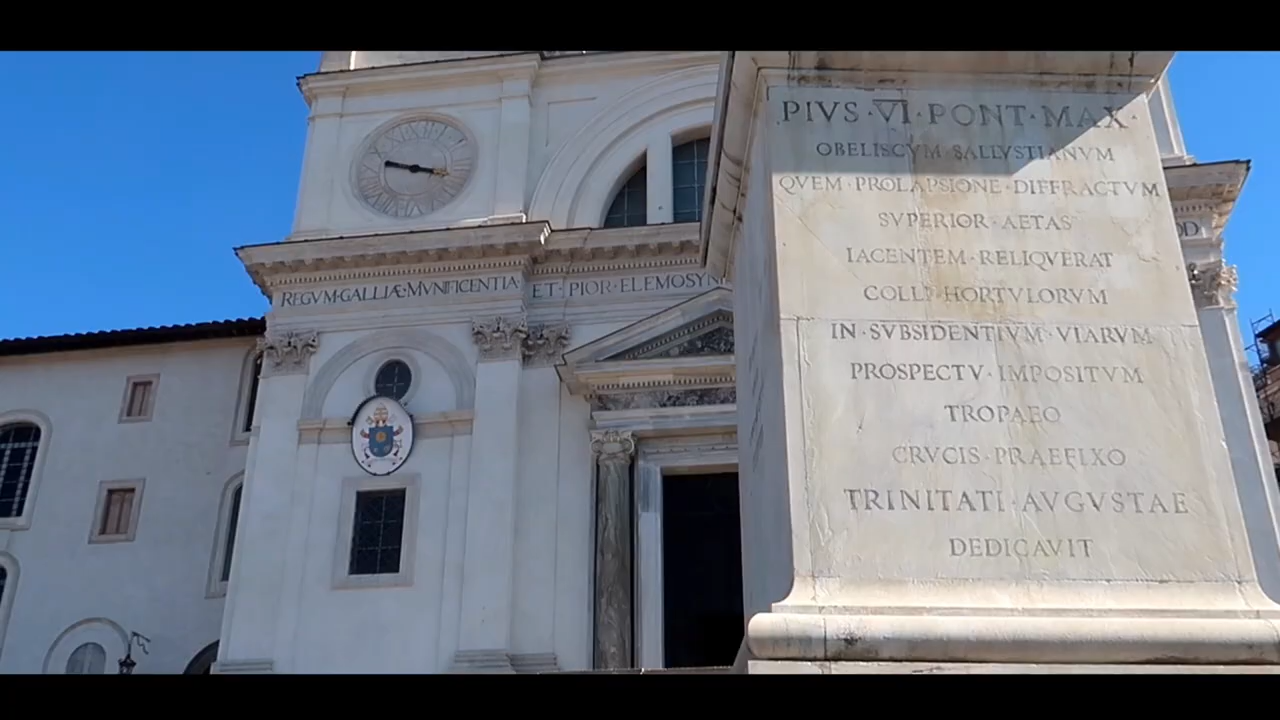 REGVM·GALLIÆ·MVNIFICENTIA· ET·PIOR·ELEMOSYN
PIVS·VI·PONT·MAX·
OBELISCVM·SALLVSTIANVM
QVEM·PROLAPSIONE·DIFFRACTVM
SVPERIOR·AETAS
IACENTEM·RELIQVERAT
COLLI·HORTVLORVM
IN·SVBSIDENTIVM·VIARVM
PROSPECTV·IMPOSITVM
TROPAEO
CRVCIS·PRAEFIXO
TRINITATI·AVGVSTAE
DEDICAVIT